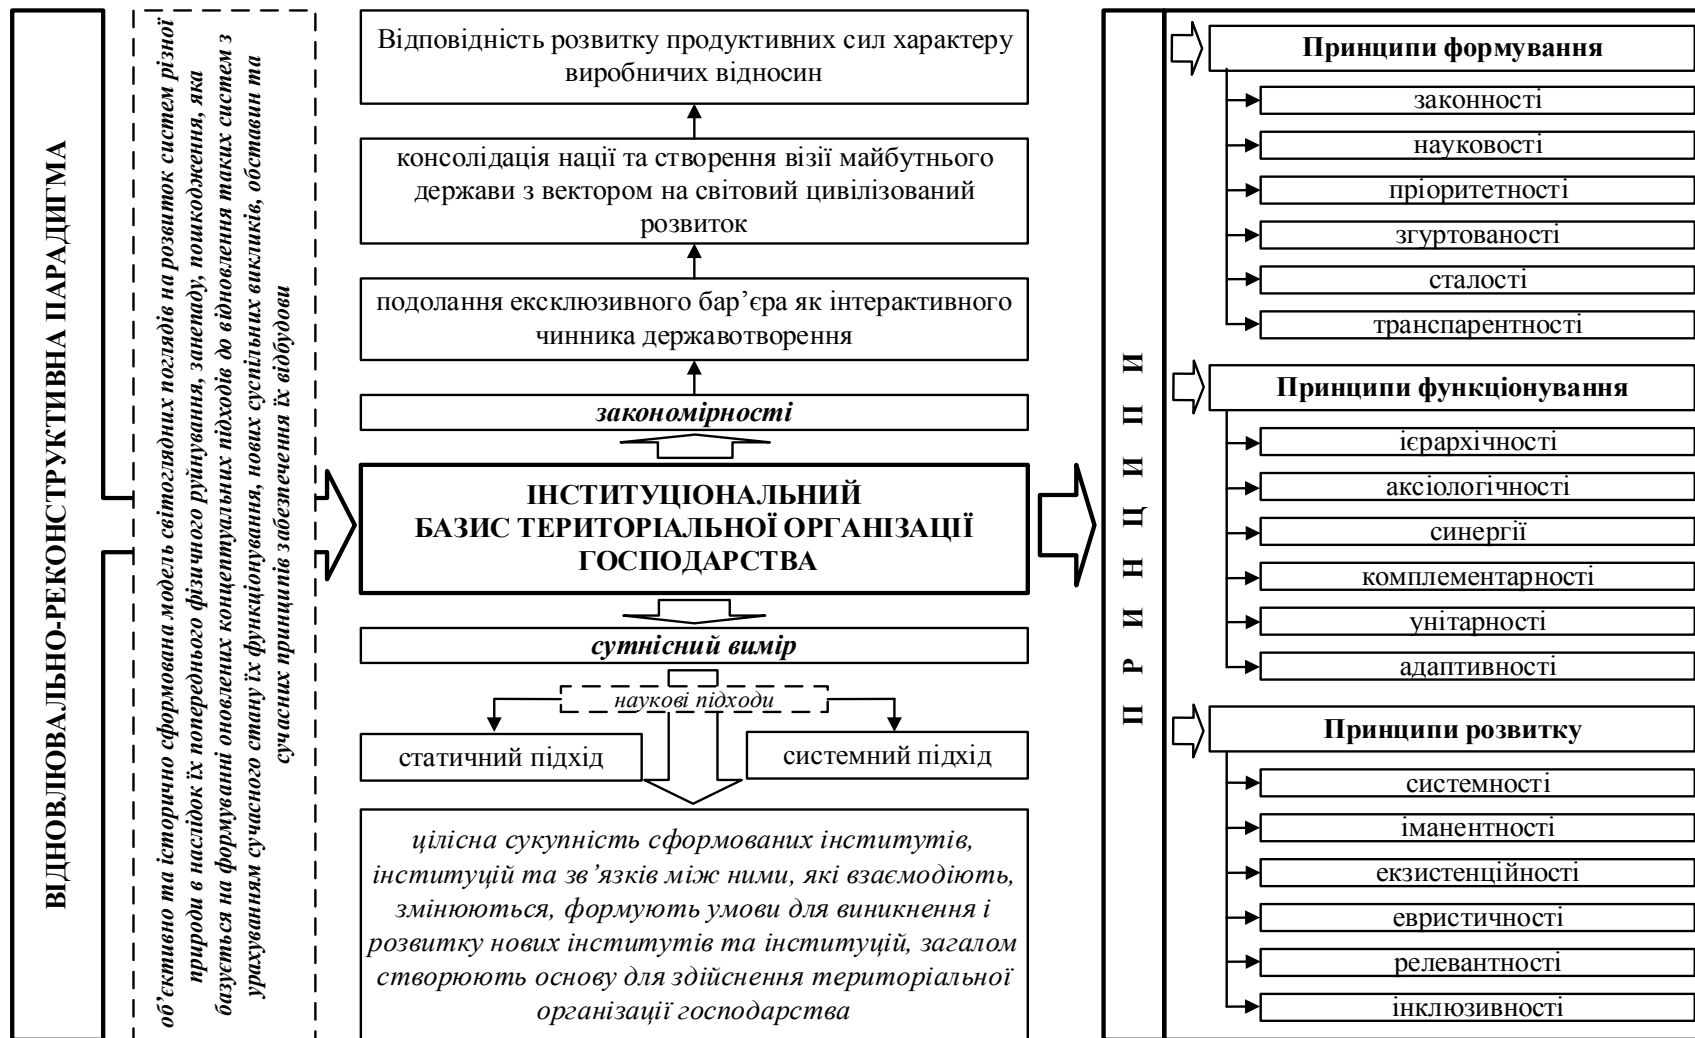 ВІДНОВЛЮВАЛЬНО-РЕКОНСТРУКТИВНА ПАРАДИГМА
об’єктивно та історично сформована модель світоглядних поглядів на розвиток систем різної
природи в наслідок їх попереднього фізичного руйнування, занепаду, пошкодження, яка
базується на формуванні оновлених концептуальних підходів до відновлення таких систем з
урахуванням сучасного стану їх функціонування, нових суспільних викликів, обставин та
сучасних принципів забезпечення їх відбудови
Відповідність розвитку продуктивних сил характеру
виробничих відносин
консолідація нації та створення візії майбутнього
держави з вектором на світовий цивілізований
розвиток
подолання ексклюзивного бар’єра як інтерактивного
чинника державотворення
закономірності
ІНСТИТУЦІОНАЛЬНИЙ
БАЗИС ТЕРИТОРІАЛЬНОЇ ОРГАНІЗАЦІЇ
ГОСПОДАРСТВА
сутнісний вимір
наукові підходи
статичний підхід
системний підхід
цілісна сукупність сформованих інститутів,
інституцій та зв’язків між ними, які взаємодіють,
змінюються, формують умови для виникнення і
розвитку нових інститутів та інституцій, загалом
створюють основу для здійснення територіальної
організації господарства
П Р И Н Ц И П И
Принципи формування
законності
науковості
пріоритетності
згуртованості
сталості
транспарентності
Принципи функціонування
ієрархічності
аксіологічності
синергії
комплементарності
унітарності
адаптивності
Принципи розвитку
системності
іманентності
екзистенційності
евристичності
релевантності
інклюзивності